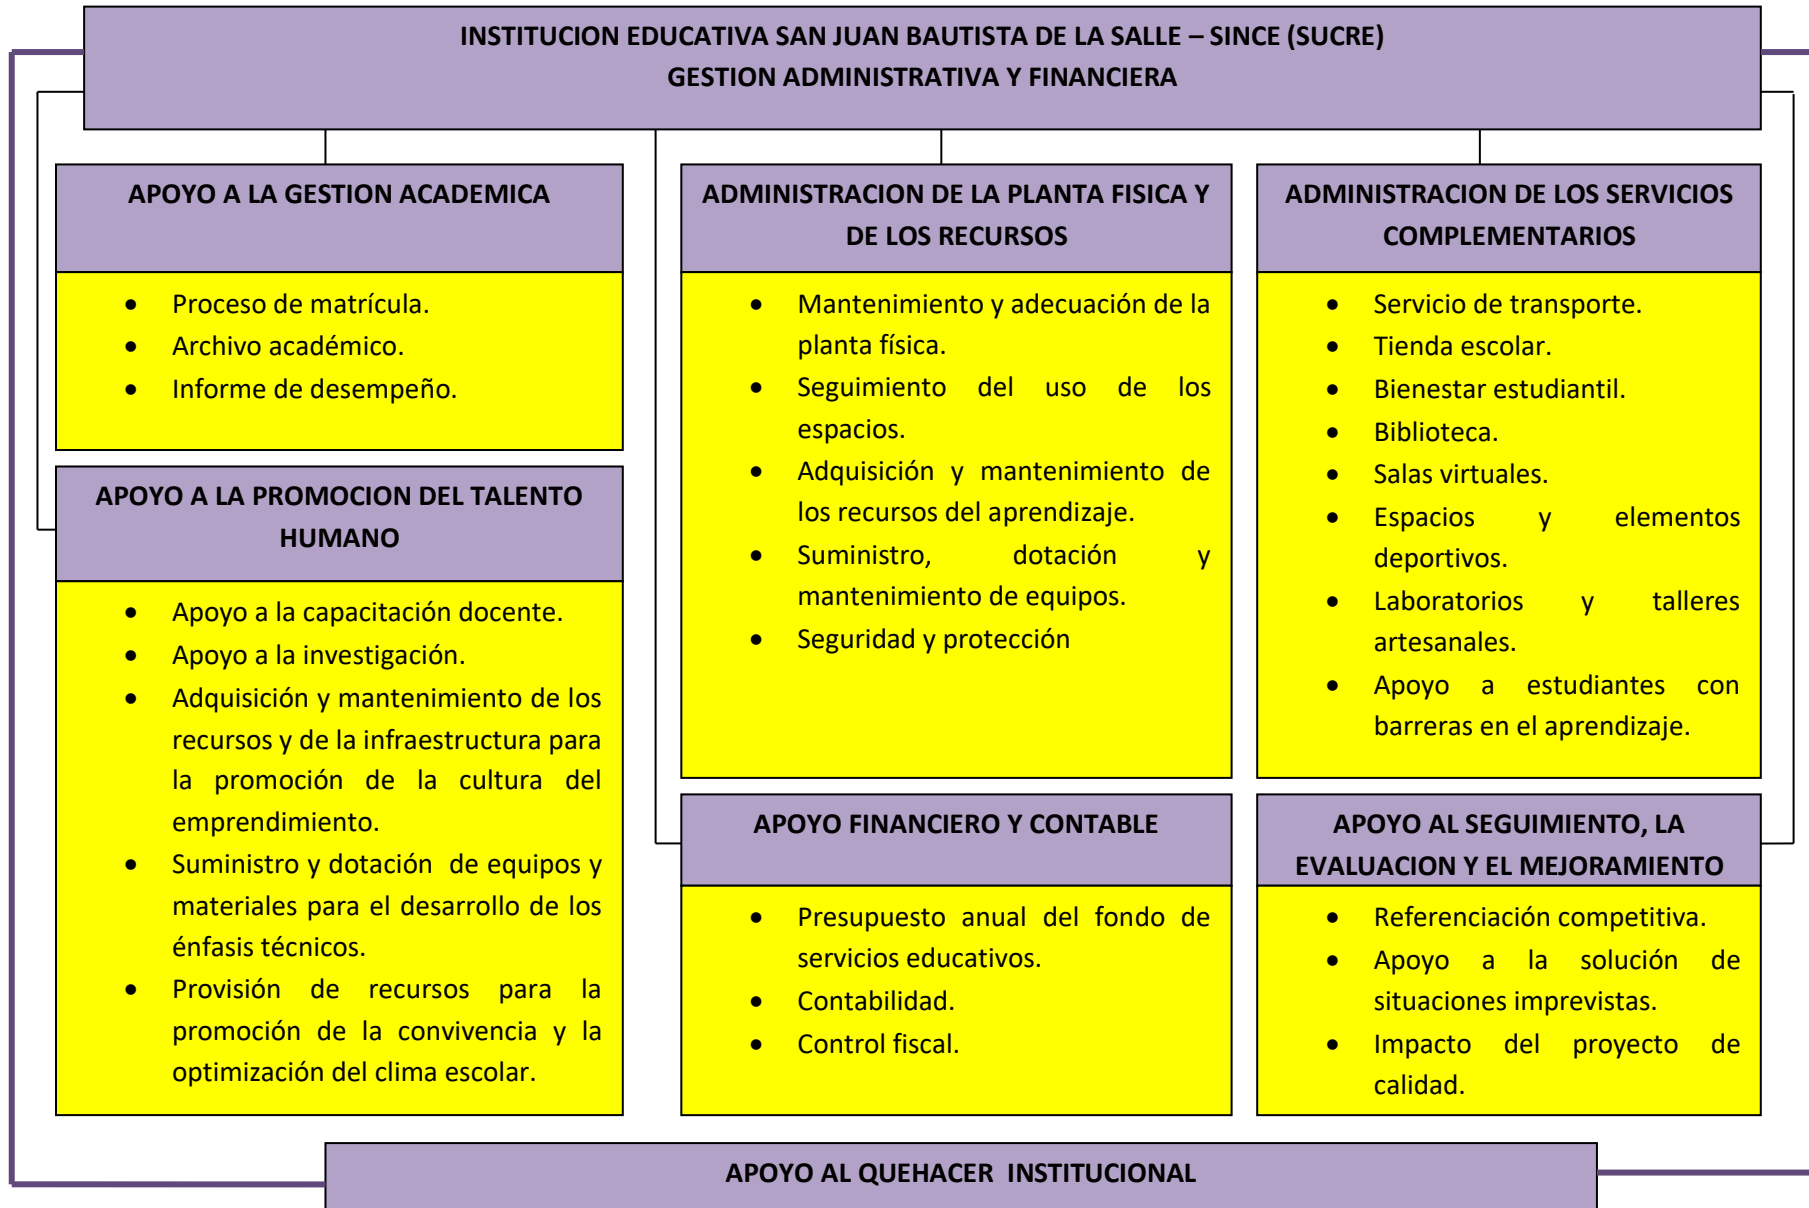 INSTITUCION EDUCATIVA SAN JUAN BAUTISTA DE LA SALLE – SINCE (SUCRE)
GESTION ADMINISTRATIVA Y FINANCIERA
APOYO A LA GESTION ACADEMICA
• Proceso de matrícula.
• Archivo académico.
• Informe de desempeño.
APOYO A LA PROMOCION DEL TALENTO
HUMANO
• Apoyo a la capacitación docente.
• Apoyo a la investigación.
• Adquisición y mantenimiento de los
recursos y de la infraestructura para
la promoción de la cultura del
emprendimiento.
• Suministro y dotación  de equipos y
materiales para el desarrollo de los
énfasis técnicos.
• Provisión de recursos para la
promoción de la convivencia y la
optimización del clima escolar.
ADMINISTRACION DE LA PLANTA FISICA Y
DE LOS RECURSOS
• Mantenimiento y adecuación de la
planta física.
• Seguimiento del uso de los
espacios.
• Adquisición y mantenimiento de
los recursos del aprendizaje.
• Suministro, dotación y
mantenimiento de equipos.
• Seguridad y protección
APOYO FINANCIERO Y CONTABLE
• Presupuesto anual del fondo de
servicios educativos.
• Contabilidad.
• Control fiscal.
ADMINISTRACION DE LOS SERVICIOS
COMPLEMENTARIOS
• Servicio de transporte.
• Tienda escolar.
• Bienestar estudiantil.
• Biblioteca.
• Salas virtuales.
• Espacios y elementos
deportivos.
• Laboratorios y talleres
artesanales.
• Apoyo a estudiantes con
barreras en el aprendizaje.
APOYO AL SEGUIMIENTO, LA
EVALUACION Y EL MEJORAMIENTO
• Referenciación competitiva.
• Apoyo a la solución de
situaciones imprevistas.
• Impacto del proyecto de
calidad.
APOYO AL QUEHACER  INSTITUCIONAL